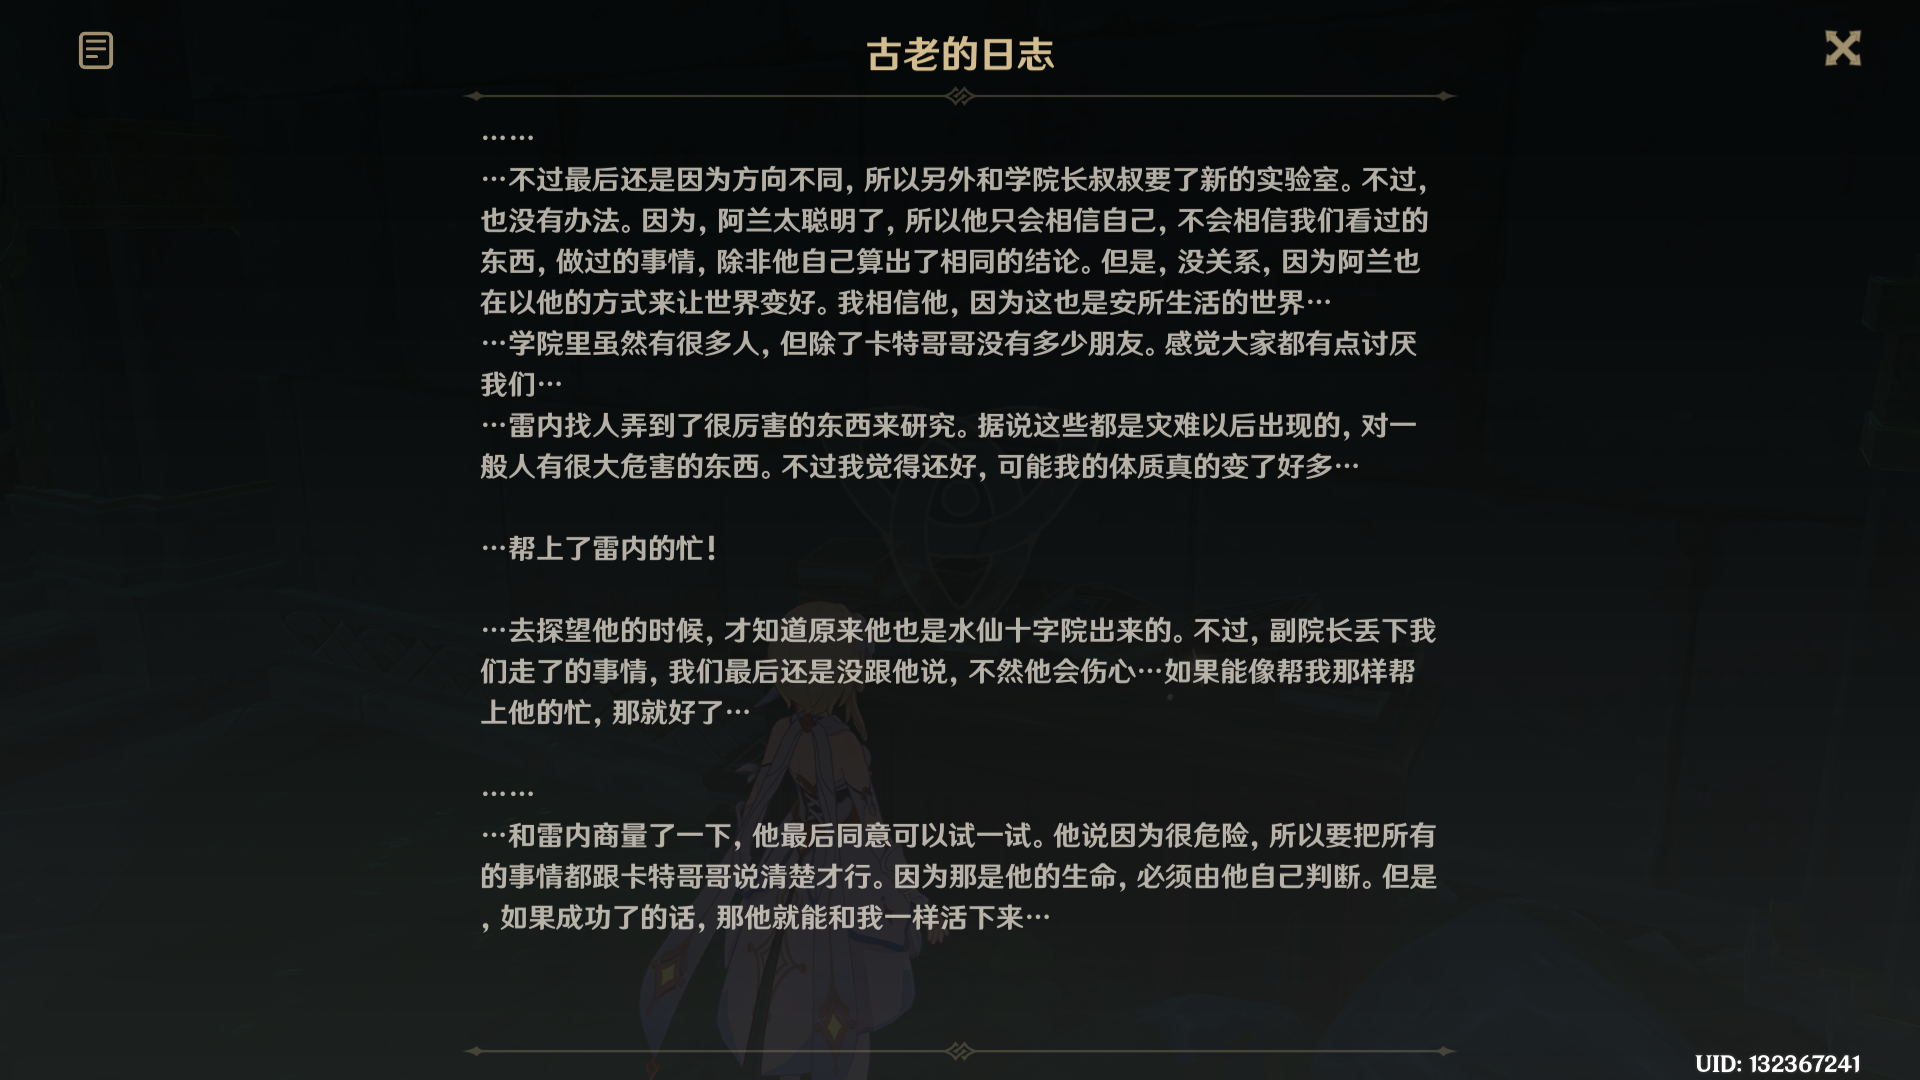 古老的日志
……
…不过最后还是因为方向不同，所以另外和学院长叔叔要了新的实验室。不过，
也没有办法。因为，阿兰太聪明了，所以他只会相信自己，不会相信我们看过的
东西，做过的事情，除非他自己算出了相同的结论。但是，没关系，因为阿兰也
在以他的方式来让世界变好。我相信他，因为这也是安所生活的世界…
…学院里虽然有很多人，但除了卡特哥哥没有多少朋友。感觉大家都有点讨厌
我们…
…雷内找人弄到了很厉害的东西来研究。据说这些都是灾难以后出现的，对一
般人有很大危害的东西。不过我觉得还好，可能我的体质真的变了好多…
…帮上了雷内的忙！
…去探望他的时候，才知道原来他也是水仙十字院出来的。不过，副院长丢下我
们走了的事情，我们最后还是没跟他说，不然他会伤心…如果能像帮我那样帮
上他的忙，那就好了…
……
…和雷内商量了一下，他最后同意可以试一试。他说因为很危险，所以要把所有
的事情都跟卡特哥哥说清楚才行。因为那是他的生命，必须由他自己判断。但是
，如果成功了的话，那他就能和我一样活下来…
UID: 132367241